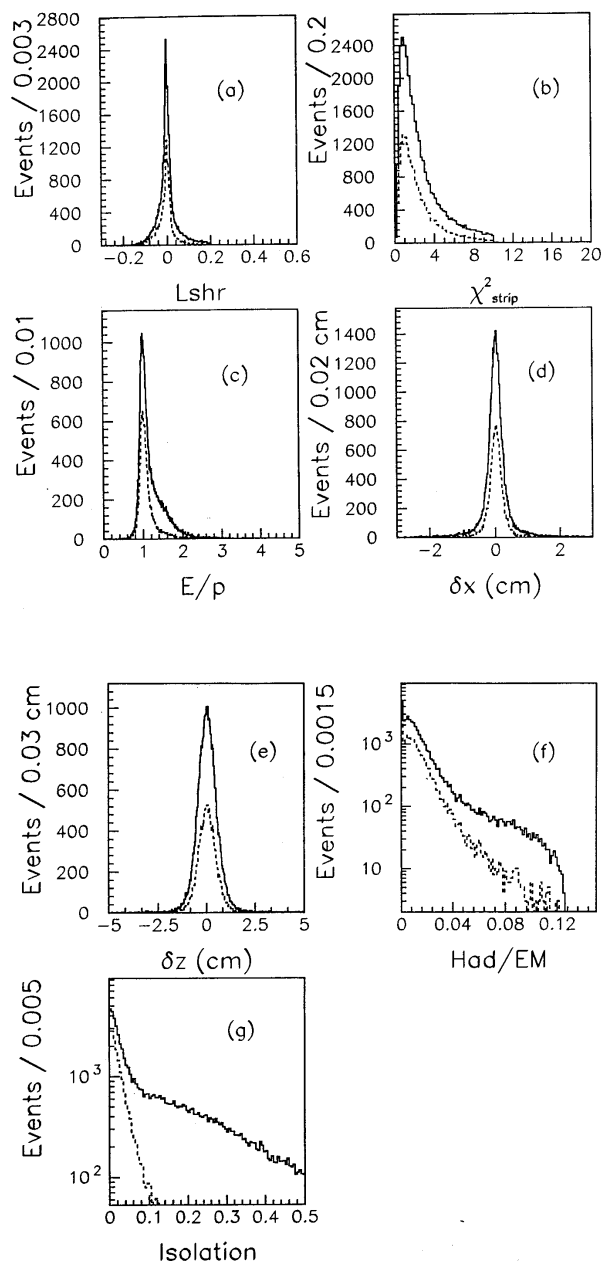 Events / 0.003
2800
2400
2000
1600
1200
800
400
0
(a)
−0.2 0 0.2 0.4 0.6
Lshr
Events / 0.2
2400
2000
1600
1200
800
400
0
(b)
0 4 8 12 16 20
χ²strip
Events / 0.01
1000
800
600
400
200
0
(c)
0 1 2 3 4 5
E/p
Events / 0.02 cm
1400
1200
1000
800
600
400
200
0
(d)
−2 0 2
δx (cm)
Events / 0.03 cm
1000
800
600
400
200
0
(e)
−5 −2.5 0 2.5 5
δz (cm)
Events / 0.0015
10³
10²
10
(f)
0 0.04 0.08 0.12
Had/EM
Events / 0.005
10³
10²
(g)
0 0.1 0.2 0.3 0.4 0.5
Isolation